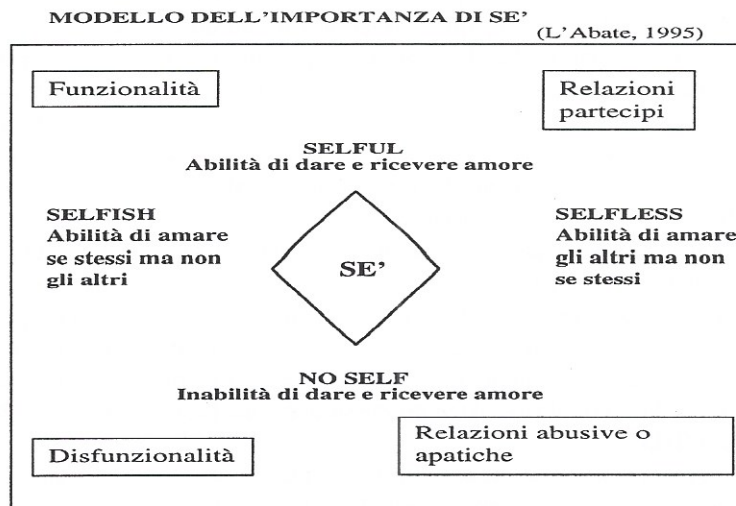 MODELLO DELL'IMPORTANZA DI SE'
(L'Abate, 1995)
Funzionalità
Relazioni
partecipi
SELFUL
Abilità di dare e ricevere amore
SELFISH
Abilità di amare
se stessi ma non
gli altri
SE'
SELFLESS
Abilità di amare
gli altri ma non
se stessi
NO SELF
Inabilità di dare e ricevere amore
Disfunzionalità
Relazioni abusive o
apatiche